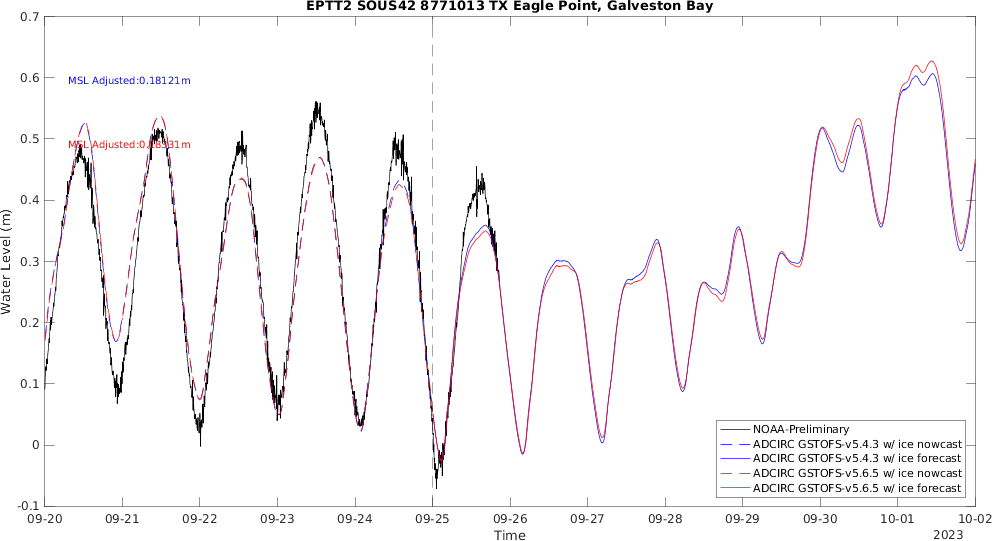 EPTT2 SOUS42 8771013 TX Eagle Point, Galveston Bay
0.7
0.6
0.5
0.4
0.3
0.2
0.1
0
-0.1
Water Level (m)
MSL Adjusted:0.18121m
MSL Adjusted:0.18931m
NOAA-Preliminary
ADCIRC GSTOFS-v5.4.3 w/ ice nowcast
ADCIRC GSTOFS-v5.4.3 w/ ice forecast
ADCIRC GSTOFS-v5.6.5 w/ ice nowcast
ADCIRC GSTOFS-v5.6.5 w/ ice forecast
09-20 09-21 09-22 09-23 09-24 09-25 09-26 09-27 09-28 09-29 09-30 10-01 10-02
Time
2023